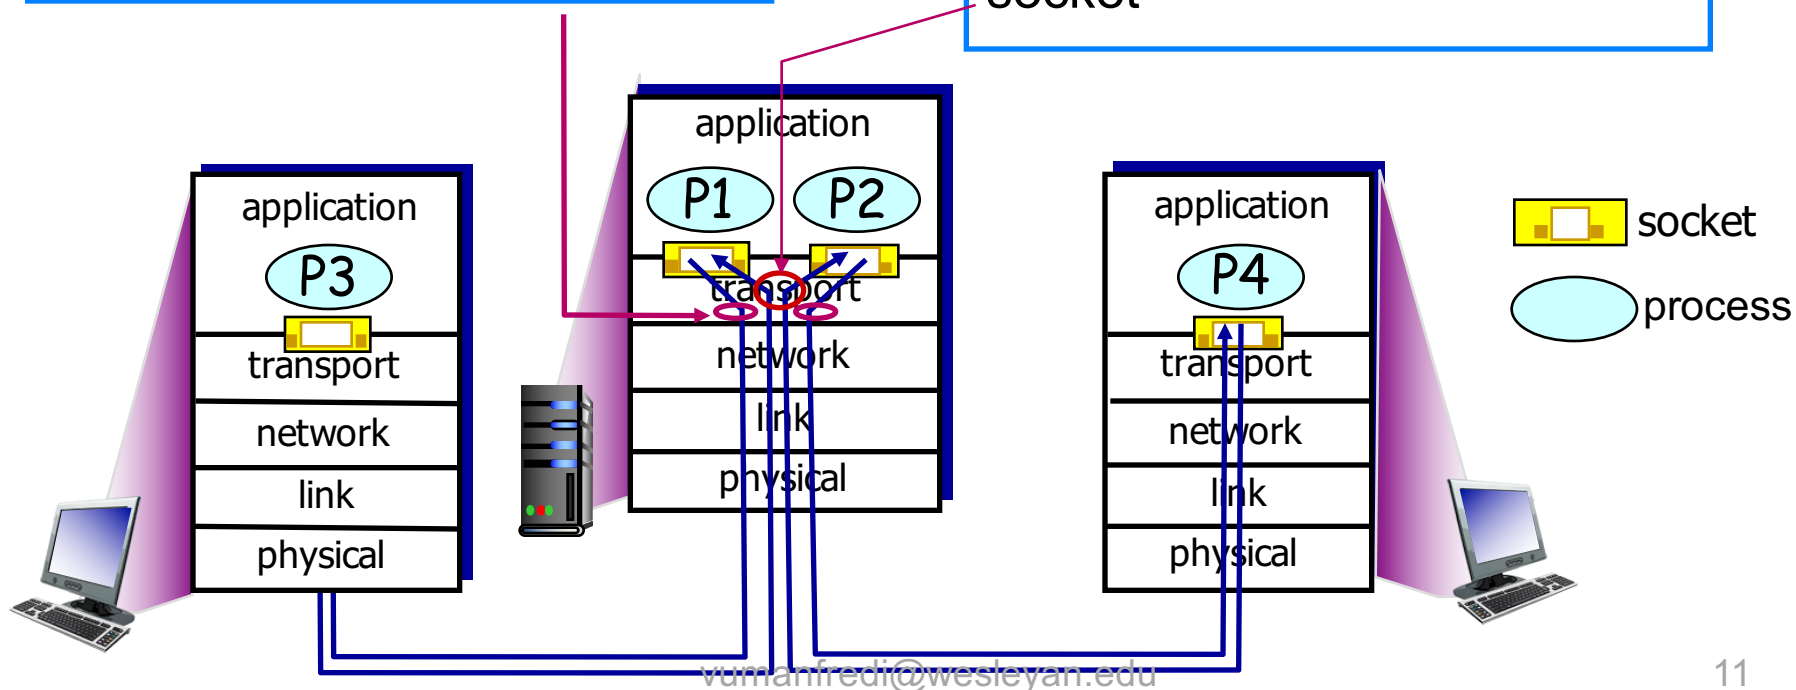 socket
application
P1 P2
transport
network
link
physical
application
P3
transport
network
link
physical
application
P4
transport
network
link
physical
socket
process
vumanfredi@wesleyan.edu
11